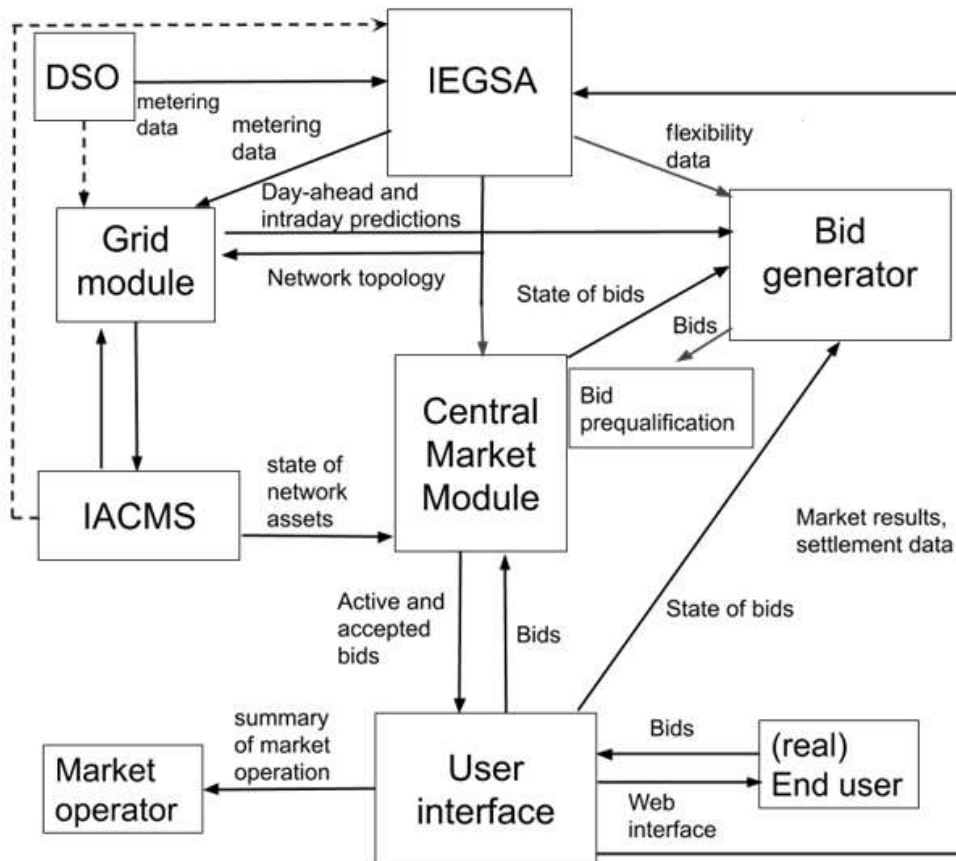 DSO
IEGSA
metering
data
metering
data
flexibility
data
Day-ahead and
intraday predictions
Grid
module
Bid
generator
Network topology
State of bids
Bids
Central
Market
Module
Bid
prequalification
IACMS
state of
network
assets
Market results,
settlement data
Active and
accepted
bids
Bids
State of bids
summary
of market
operation
Market
operator
User
interface
Bids
(real)
End user
Web
interface